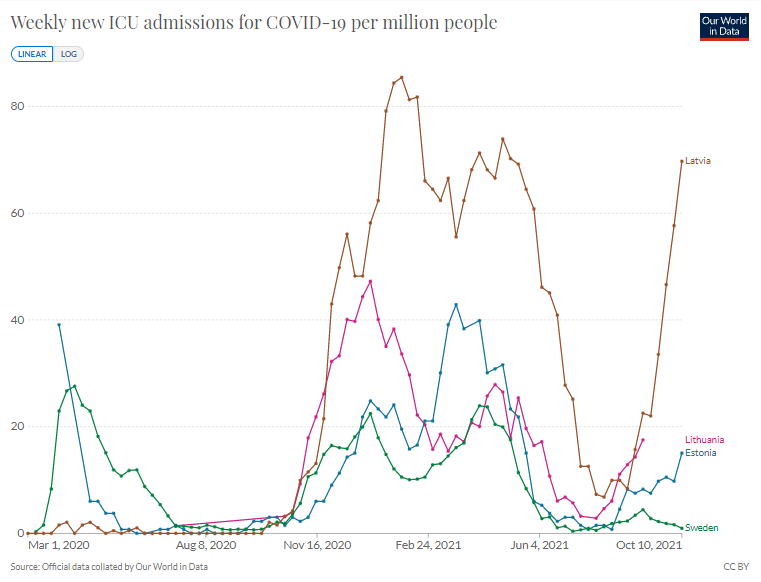 Weekly new ICU admissions for COVID-19 per million people
Our World
in Data
LINEAR LOG
80
60
40
20
0
Latvia
Lithuania
Estonia
Sweden
Mar 1, 2020 Aug 8, 2020 Nov 16, 2020 Feb 24, 2021 Jun 4, 2021 Oct 10, 2021
Source: Official data collated by Our World in Data CC BY